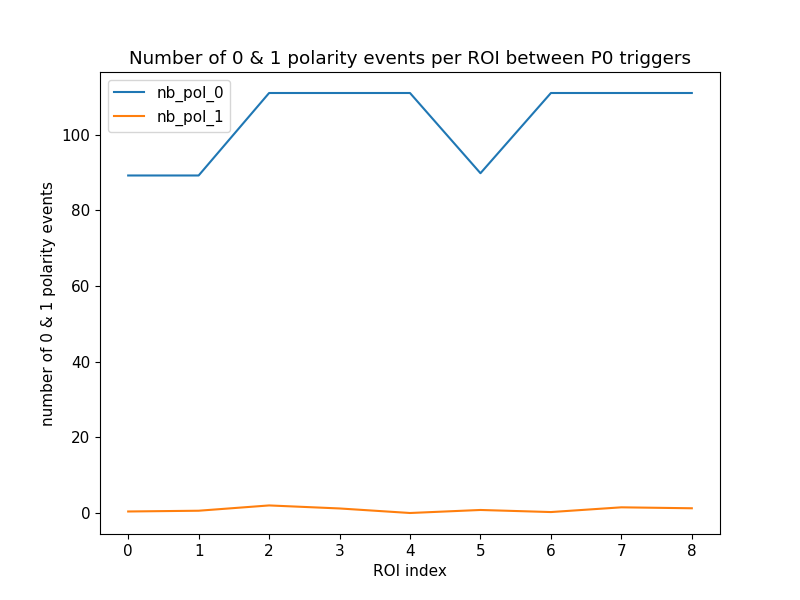 Number of 0 & 1 polarity events per ROI between P0 triggers
nb_pol_0
nb_pol_1
number of 0 & 1 polarity events
100
80
60
40
20
0
0 1 2 3 4 5 6 7 8
ROI index